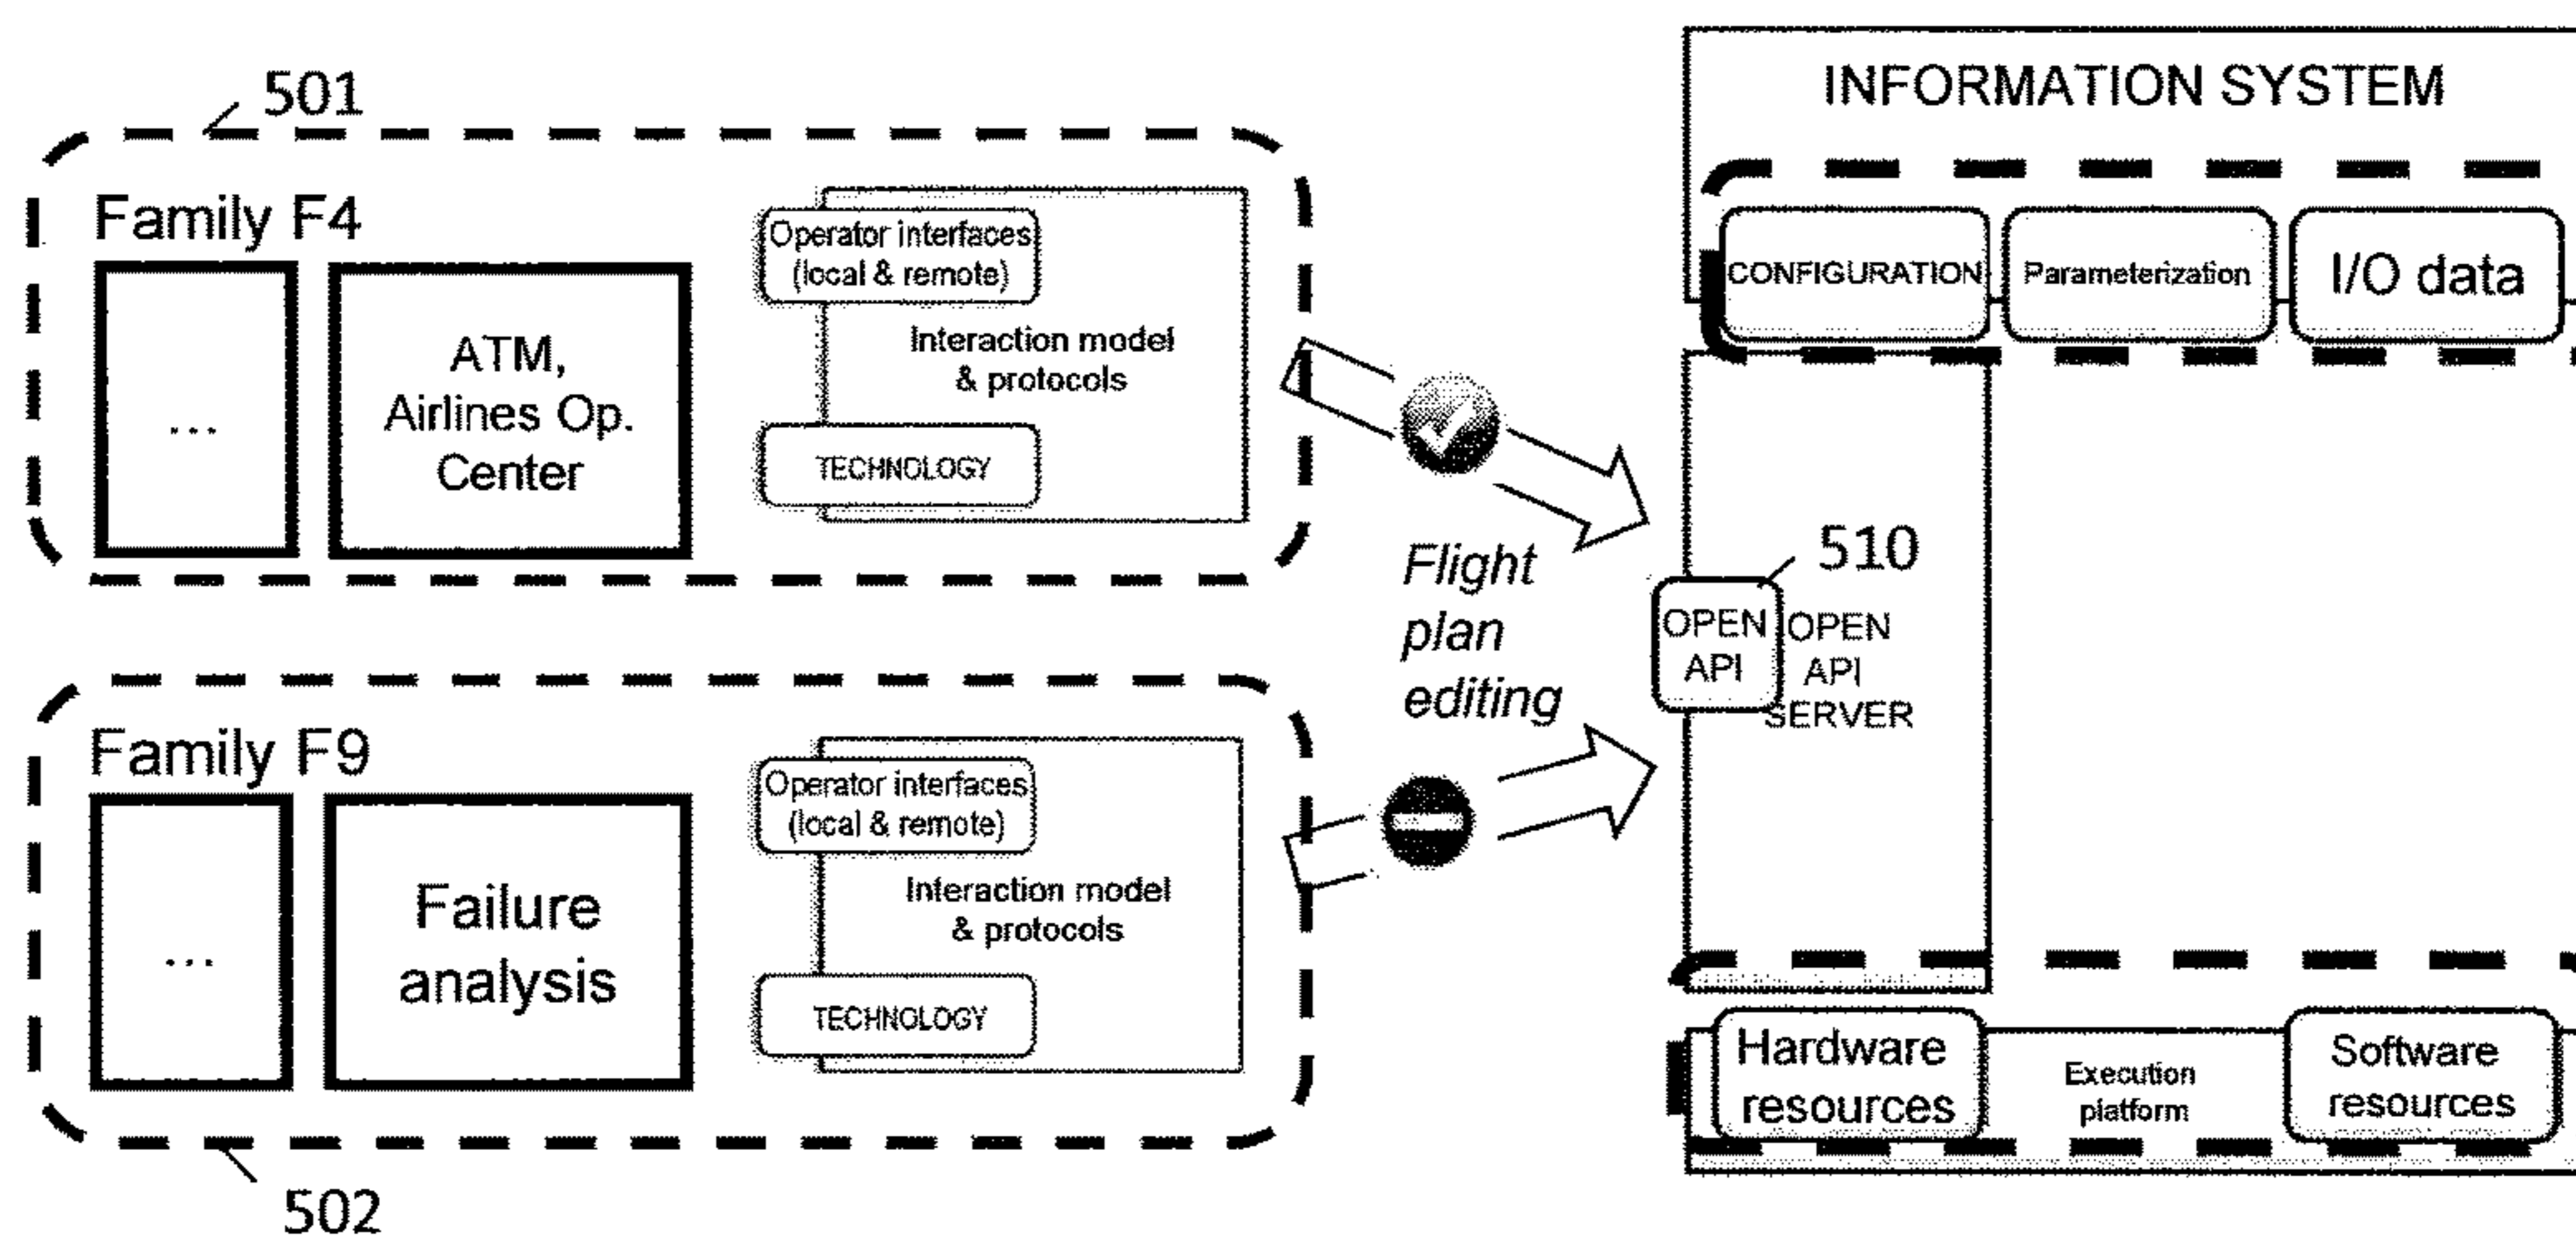 501
Family F4
...
ATM,
Airlines Op.
Center
Operator interfaces
(local & remote)
Interaction model
& protocols
TECHNOLOGY
Family F9
...
Failure
analysis
Operator interfaces
(local & remote)
Interaction model
& protocols
TECHNOLOGY
502
Flight
plan
editing
INFORMATION SYSTEM
CONFIGURATION
Parameterization
I/O data
510
OPEN
API
OPEN
API
SERVER
Hardware
resources
Execution
platform
Software
resources